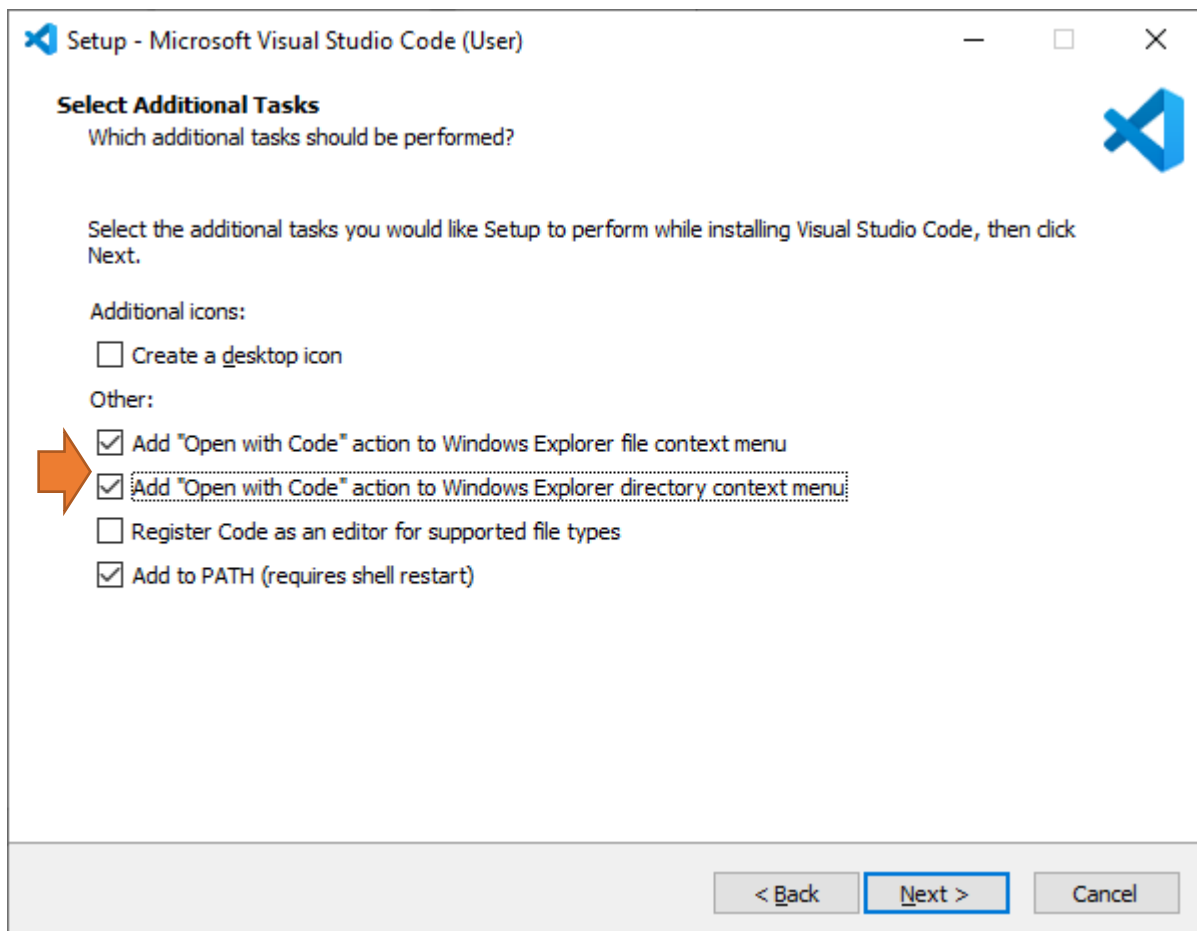 Setup - Microsoft Visual Studio Code (User)
Select Additional Tasks
Which additional tasks should be performed?
Select the additional tasks you would like Setup to perform while installing Visual Studio Code, then click
Next.
Additional icons:
Create a desktop icon
Other:
Add "Open with Code" action to Windows Explorer file context menu
Add "Open with Code" action to Windows Explorer directory context menu
Register Code as an editor for supported file types
Add to PATH (requires shell restart)
< Back Next > Cancel